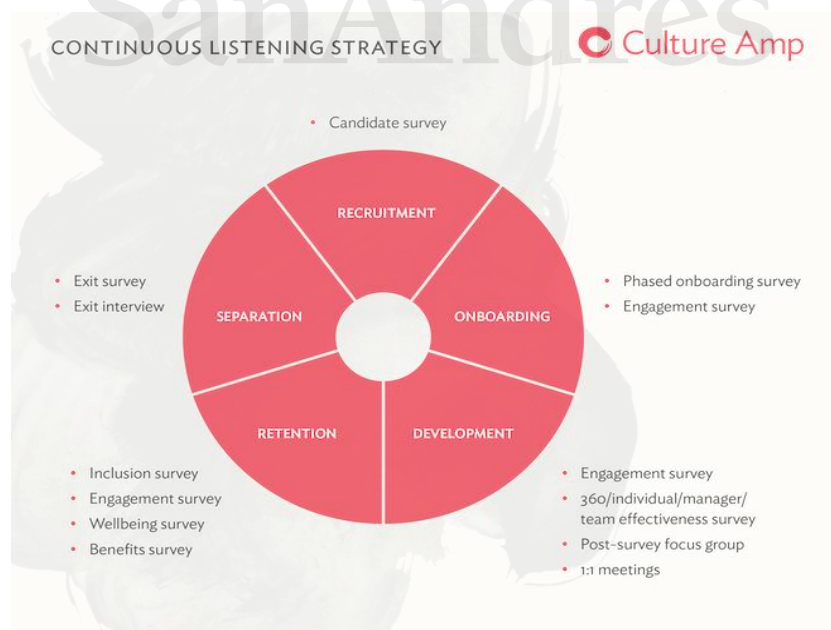 SanAndres
CONTINUOUS LISTENING STRATEGY
Culture Amp
• Candidate survey
RECRUITMENT
• Exit survey
• Exit interview
SEPARATION
ONBOARDING
• Phased onboarding survey
• Engagement survey
RETENTION
DEVELOPMENT
• Inclusion survey
• Engagement survey
• Wellbeing survey
• Benefits survey
• Engagement survey
• 360/individual/manager/
team effectiveness survey
• Post-survey focus group
• 1:1 meetings